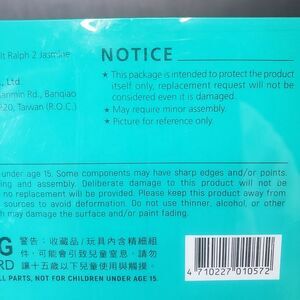 lt Ralph 2 Jasmine
NOTICE
★ This package is intended to protect the product
itself only, replacement request will not be
considered even it is damaged.
★ May require minor assembly.
★ Picture for reference only.
., Ltd.
anmin Rd., Banqiao
220, Taiwan (R.O.C.)
under age 15. Some components may have sharp edges and/or points.
ing and assembly. Deliberate damage to this product will not be
no replacement will be provided. Please keep this product away from
sources to avoid deformation. Do not use thinner, alcohol, or other
ich may damage the surface and/or paint fading.
G
RD
警告：收藏品／玩具內含精細組
件，可能會引致兒童窒息，請勿
讓十五歲以下兒童使用與觸摸。
LL PARTS, NOT FOR CHILDREN UNDER AGE 15.
4 710227 010572